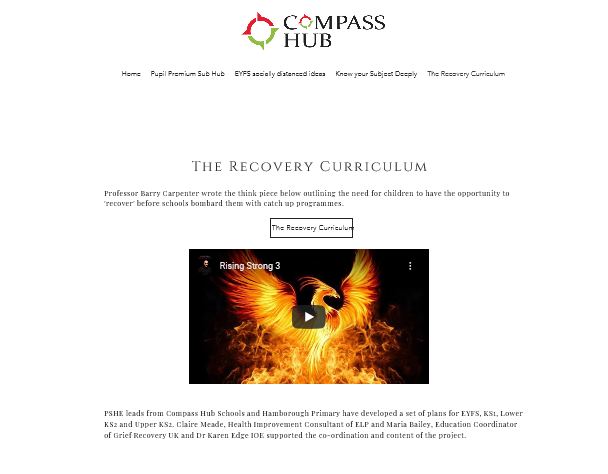 COMPASS
HUB
Home Pupil Premium Sub Hub EYFS socially distanced ideas Know your Subject Deeply The Recovery Curriculum
The Recovery Curriculum
Professor Barry Carpenter wrote the think piece below outlining the need for children to have the opportunity to
'recover' before schools bombard them with catch up programmes.
The Recovery Curriculum
Rising Strong 3
PSHE leads from Compass Hub Schools and Hamborough Primary have developed a set of plans for EYFS, KS1, Lower
KS2 and Upper KS2. Claire Meade, Health Improvement Consultant of ELP and Maria Bailey, Education Coordinator
of Grief Recovery UK and Dr Karen Edge IOE supported the co-ordination and content of the project.